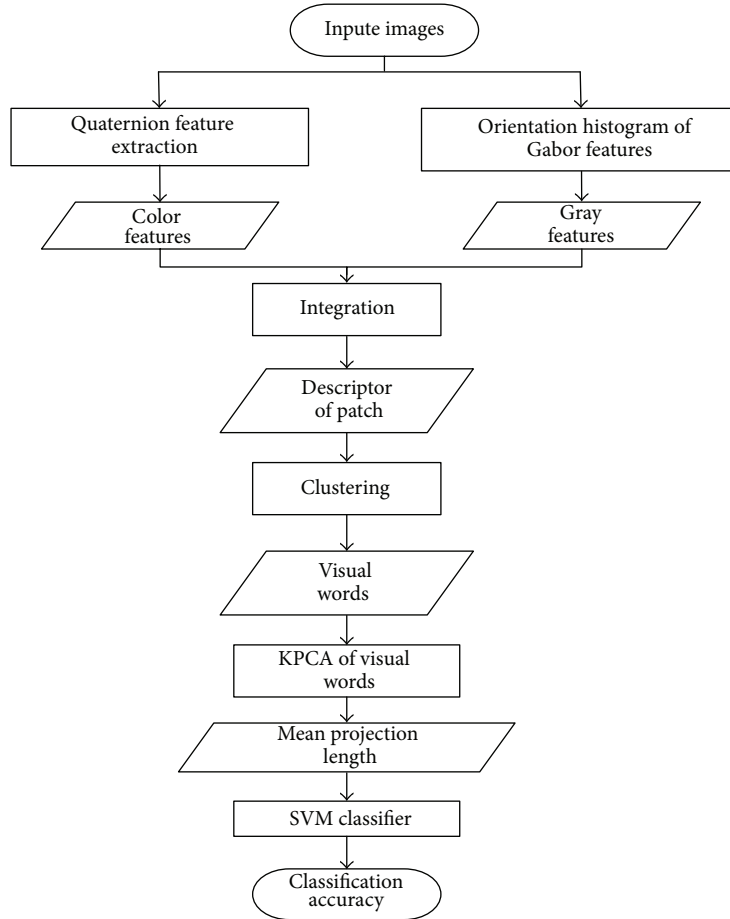 Inpute images
Quaternion feature
extraction
Orientation histogram of
Gabor features
Color
features
Gray
features
Integration
Descriptor
of patch
Clustering
Visual
words
KPCA of visual
words
Mean projection
length
SVM classifier
Classification
accuracy